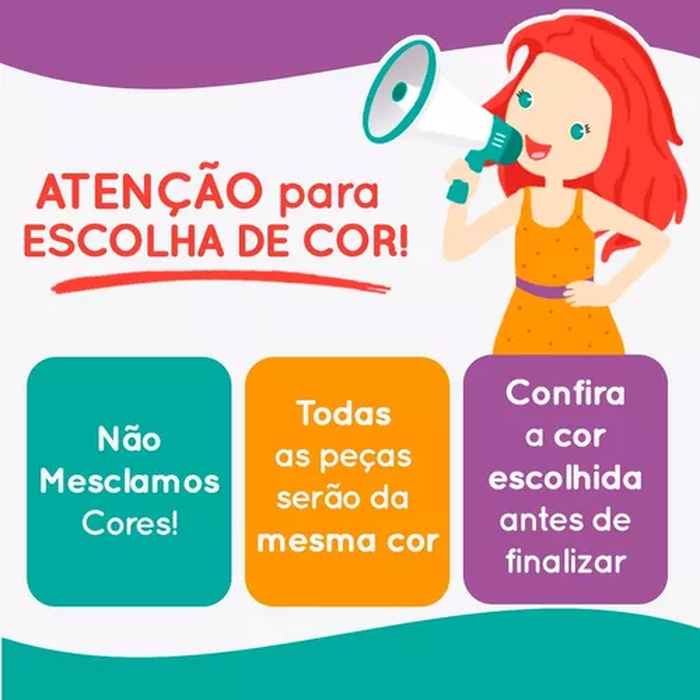 ATENÇÃO para
ESCOLHA DE COR!
Não
Mesclamos
Cores!
Todas
as peças
serão da
mesma cor
Confira
a cor
escolhida
antes de
finalizar